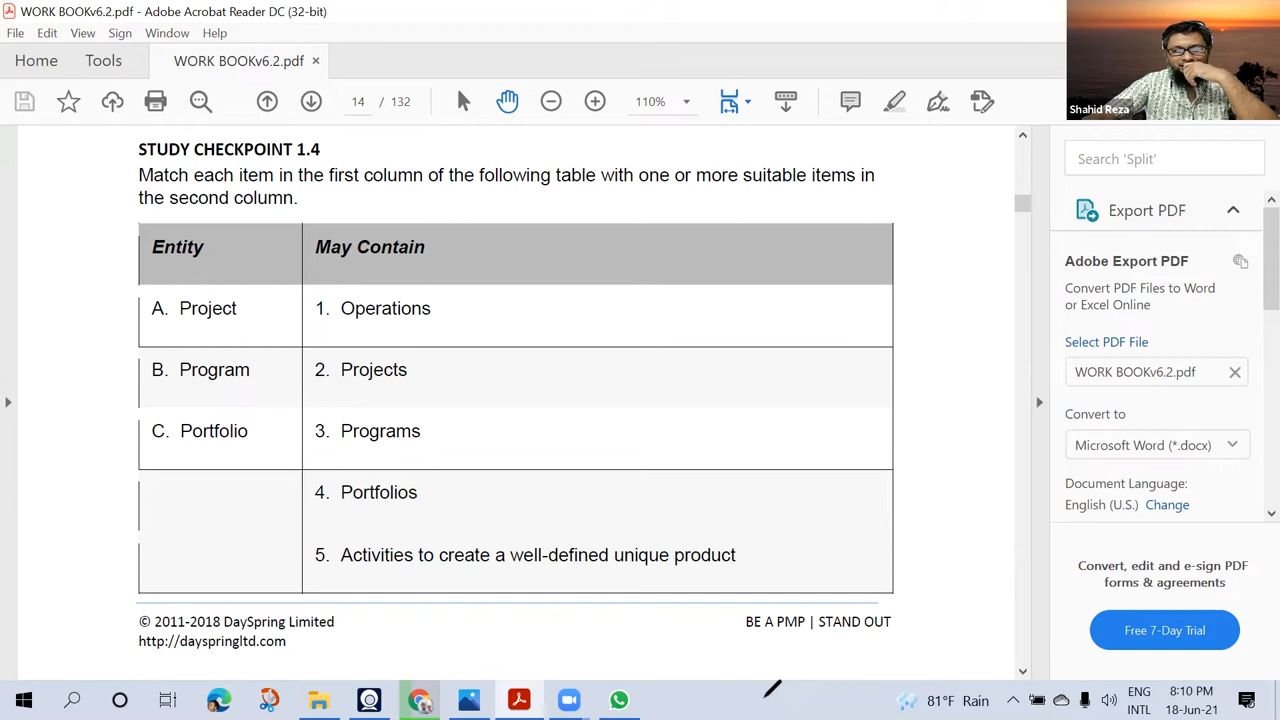 WORK BOOKv6.2.pdf - Adobe Acrobat Reader DC (32-bit)
File Edit View Sign Window Help
Home Tools WORK BOOKv6.2.pdf ×
14 / 132 110%
Shahid Reza
STUDY CHECKPOINT 1.4
Match each item in the first column of the following table with one or more suitable items in
the second column.
Entity May Contain
A. Project 1. Operations
B. Program 2. Projects
C. Portfolio 3. Programs
4. Portfolios
5. Activities to create a well-defined unique product
© 2011-2018 DaySpring Limited BE A PMP | STAND OUT
http://dayspringltd.com
Search 'Split'
Export PDF
Adobe Export PDF
Convert PDF Files to Word
or Excel Online
Select PDF File
WORK BOOKv6.2.pdf
Convert to
Microsoft Word (*.docx)
Document Language:
English (U.S.) Change
Convert, edit and e-sign PDF
forms & agreements
Free 7-Day Trial
81°F Rain
ENG
INTL
8:10 PM
18-Jun-21